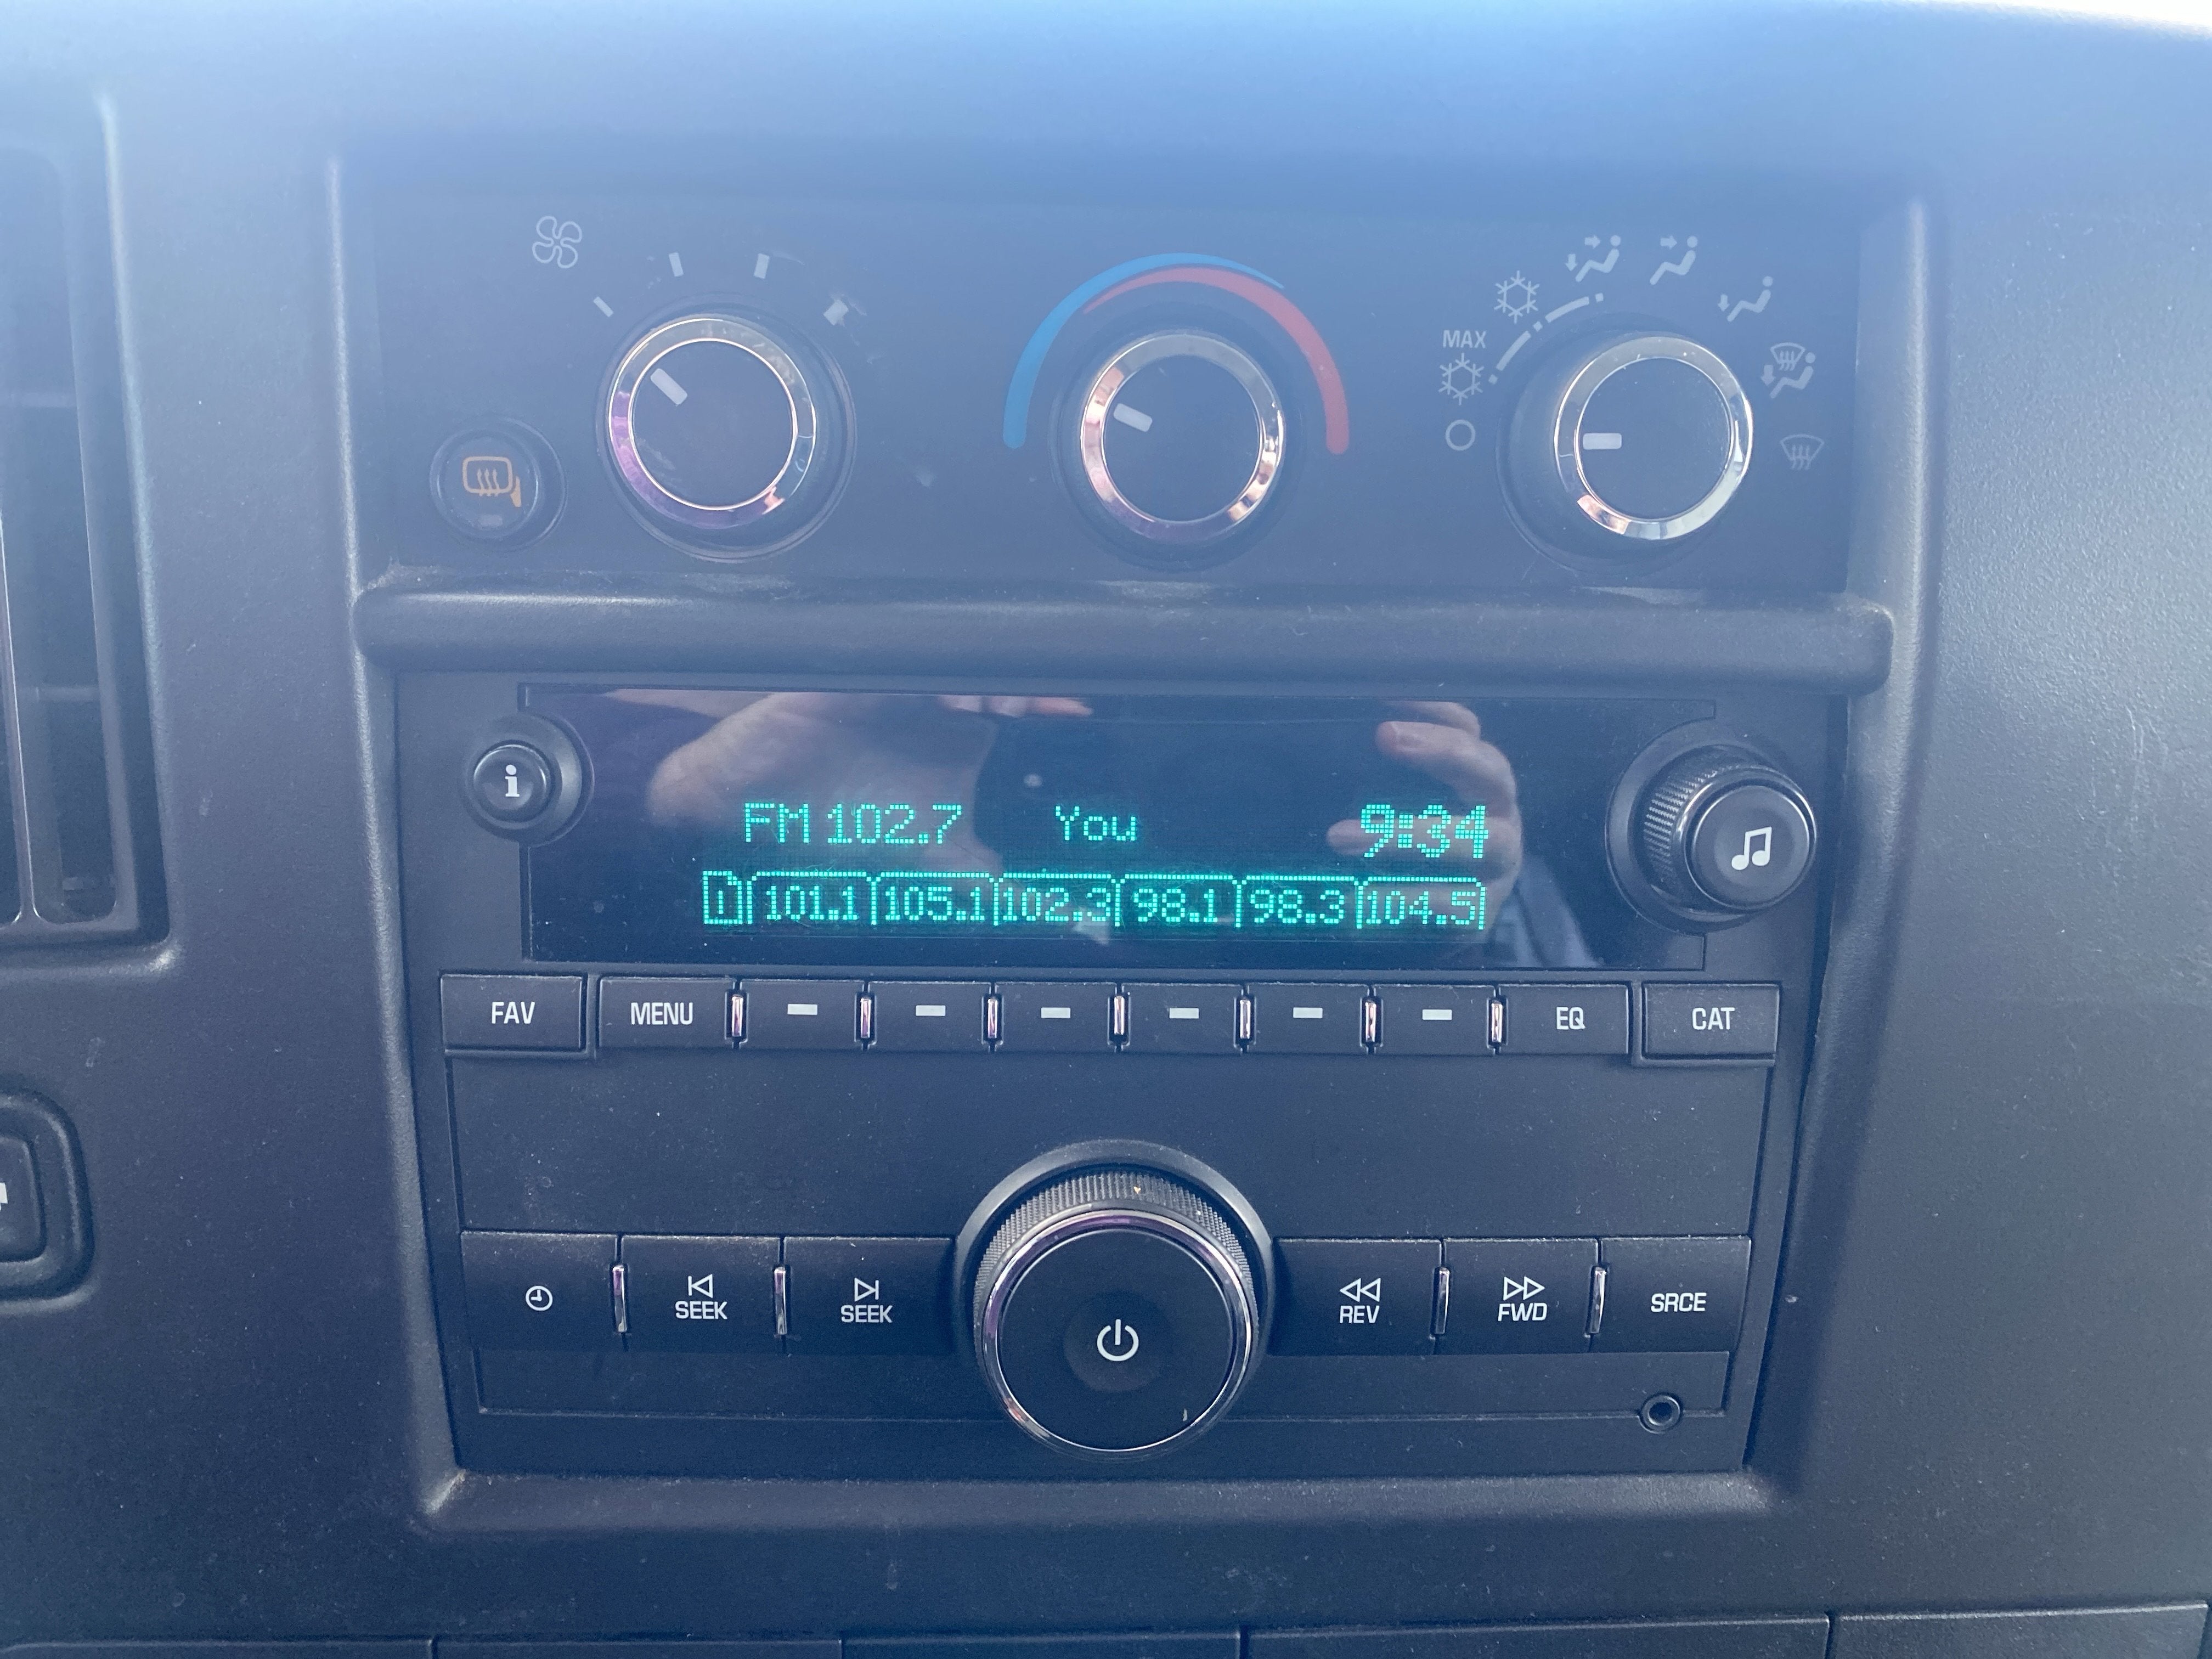 MAX
i
FM 102.7 You 9:34
1 101.1 105.1 102.3 98.1 98.3 104.5
FAV MENU EQ CAT
SEEK SEEK REV FWD SRCE